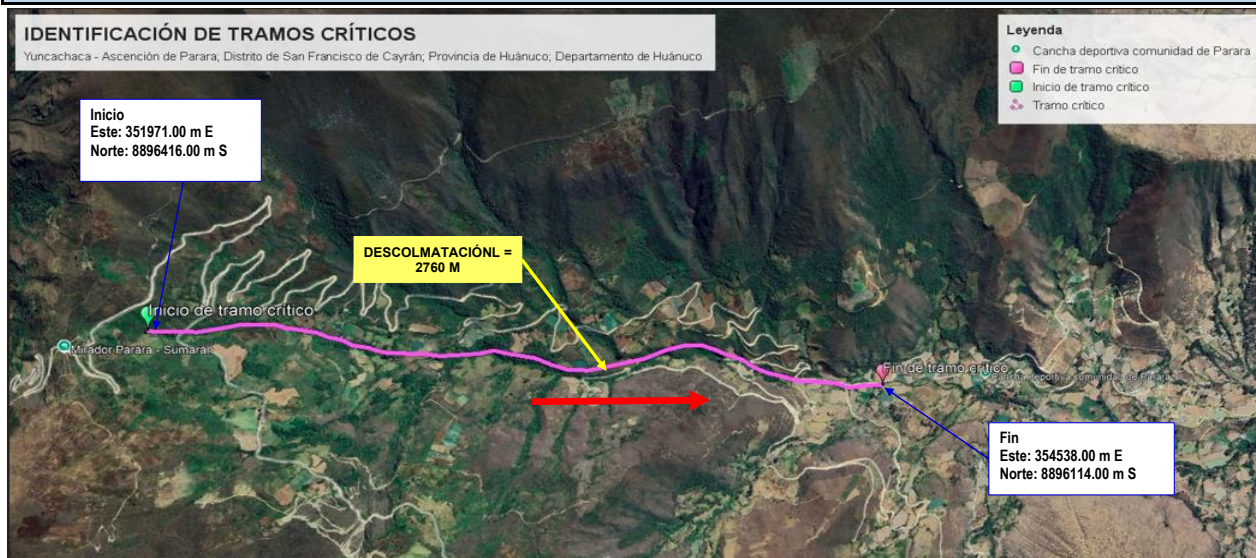 IDENTIFICACIÓN DE TRAMOS CRÍTICOS
Yuncachaca - Ascención de Parara; Distrito de San Francisco de Cayrán; Provincia de Huánuco; Departamento de Huánuco
Leyenda
Cancha deportiva comunidad de Parara
Fin de tramo crítico
Inicio de tramo crítico
Tramo crítico
Inicio
Este: 351971.00 m E
Norte: 8896416.00 m S
DESCOLMATACIÓNL =
2760 M
Inicio de tramo crítico
Mirador Parára - Sumarán
Fin de tramo crítico
Cancha deportiva comunidad de Parara
Fin
Este: 354538.00 m E
Norte: 8896114.00 m S